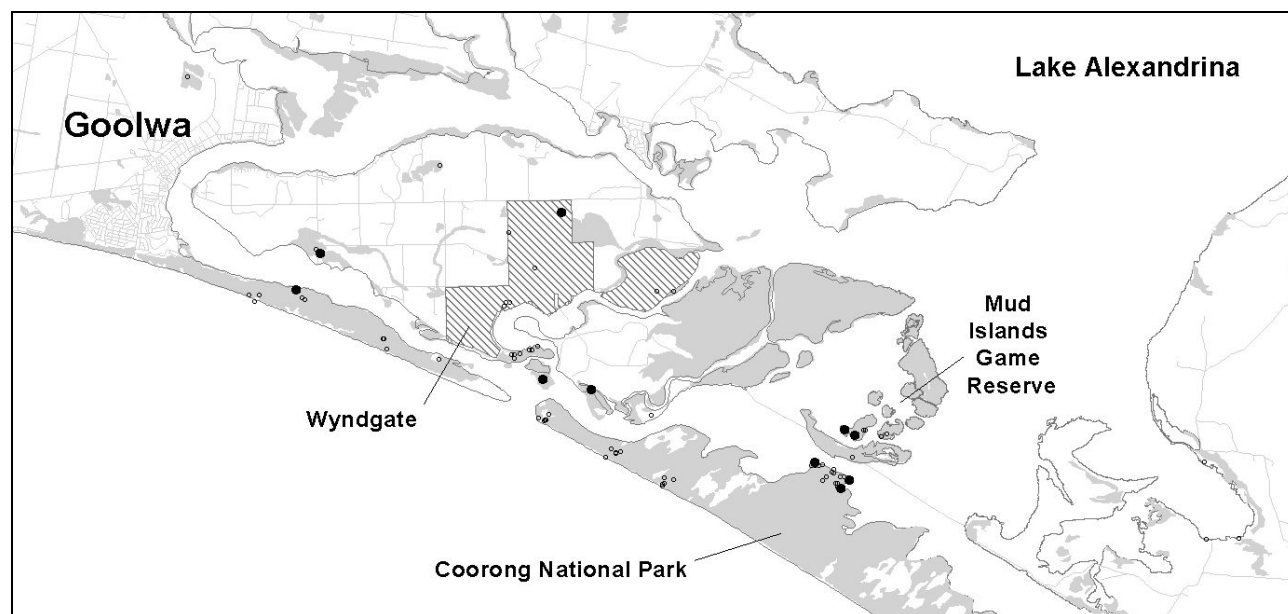 Lake Alexandrina
Goolwa
Mud
Islands
Game
Reserve
Wyndgate
Coorong National Park